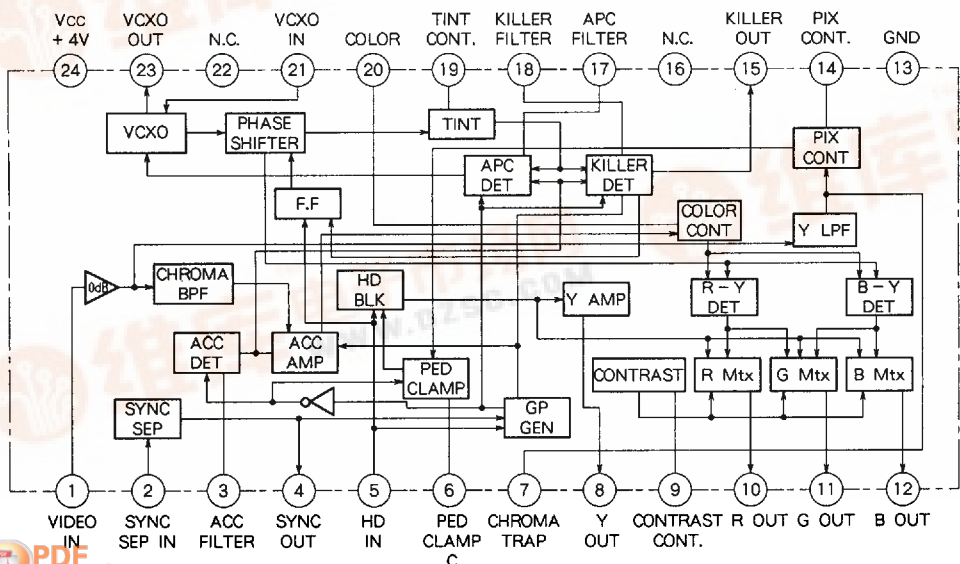 Vcc
+ 4V
VCXO
OUT
N.C.
VCXO
IN
COLOR
TINT
CONT.
KILLER
FILTER
APC
FILTER
N.C.
KILLER
OUT
PIX
CONT.
GND
24
23
22
21
20
19
18
17
16
15
14
13
VCXO
PHASE
SHIFTER
TINT
PIX
CONT
APC
DET
KILLER
DET
F.F
COLOR
CONT
Y LPF
0dB
CHROMA
BPF
HD
BLK
Y AMP
R-Y
DET
B-Y
DET
WWW.DZSC.COM
ACC
DET
ACC
AMP
PED
CLAMP
CONTRAST
R Mtx
G Mtx
B Mtx
SYNC
SEP
GP
GEN
1
2
3
4
5
6
7
8
9
10
11
12
VIDEO
IN
SYNC
SEP IN
ACC
FILTER
SYNC
OUT
HD
IN
PED
CLAMP
C
CHROMA
TRAP
Y
OUT
CONTRAST
CONT.
R OUT
G OUT
B OUT
PDF